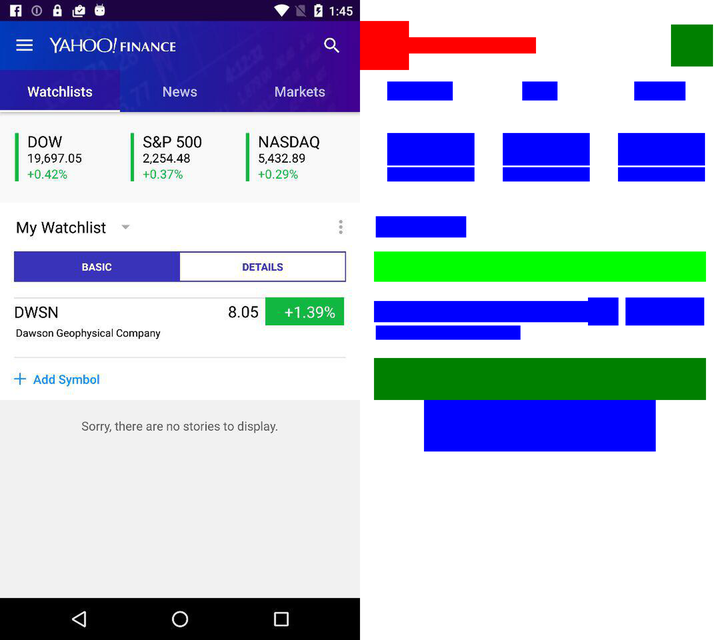 1:45
YAHOO! FINANCE
Watchlists News Markets
DOW S&P 500 NASDAQ
19,697.05 2,254.48 5,432.89
+0.42% +0.37% +0.29%
My Watchlist
BASIC DETAILS
DWSN 8.05 +1.39%
Dawson Geophysical Company
+ Add Symbol
Sorry, there are no stories to display.